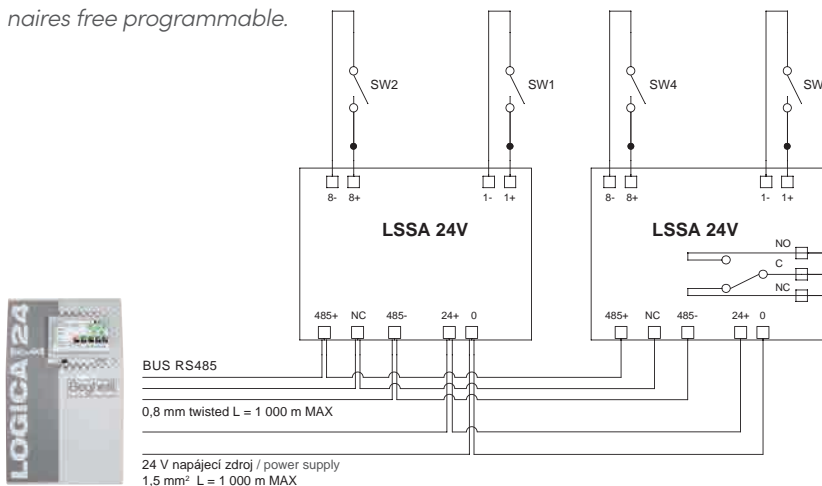 naires free programmable.
SW2
SW1
SW4
SW
8- 8+
1- 1+
8- 8+
1- 1+
LSSA 24V
LSSA 24V
NO
C
NC
485+ NC 485- 24+ 0
485+ NC 485- 24+ 0
LOGICA 24
Beghelli
BUS RS485
0,8 mm twisted L = 1 000 m MAX
24 V napájecí zdroj / power supply
1,5 mm² L = 1 000 m MAX